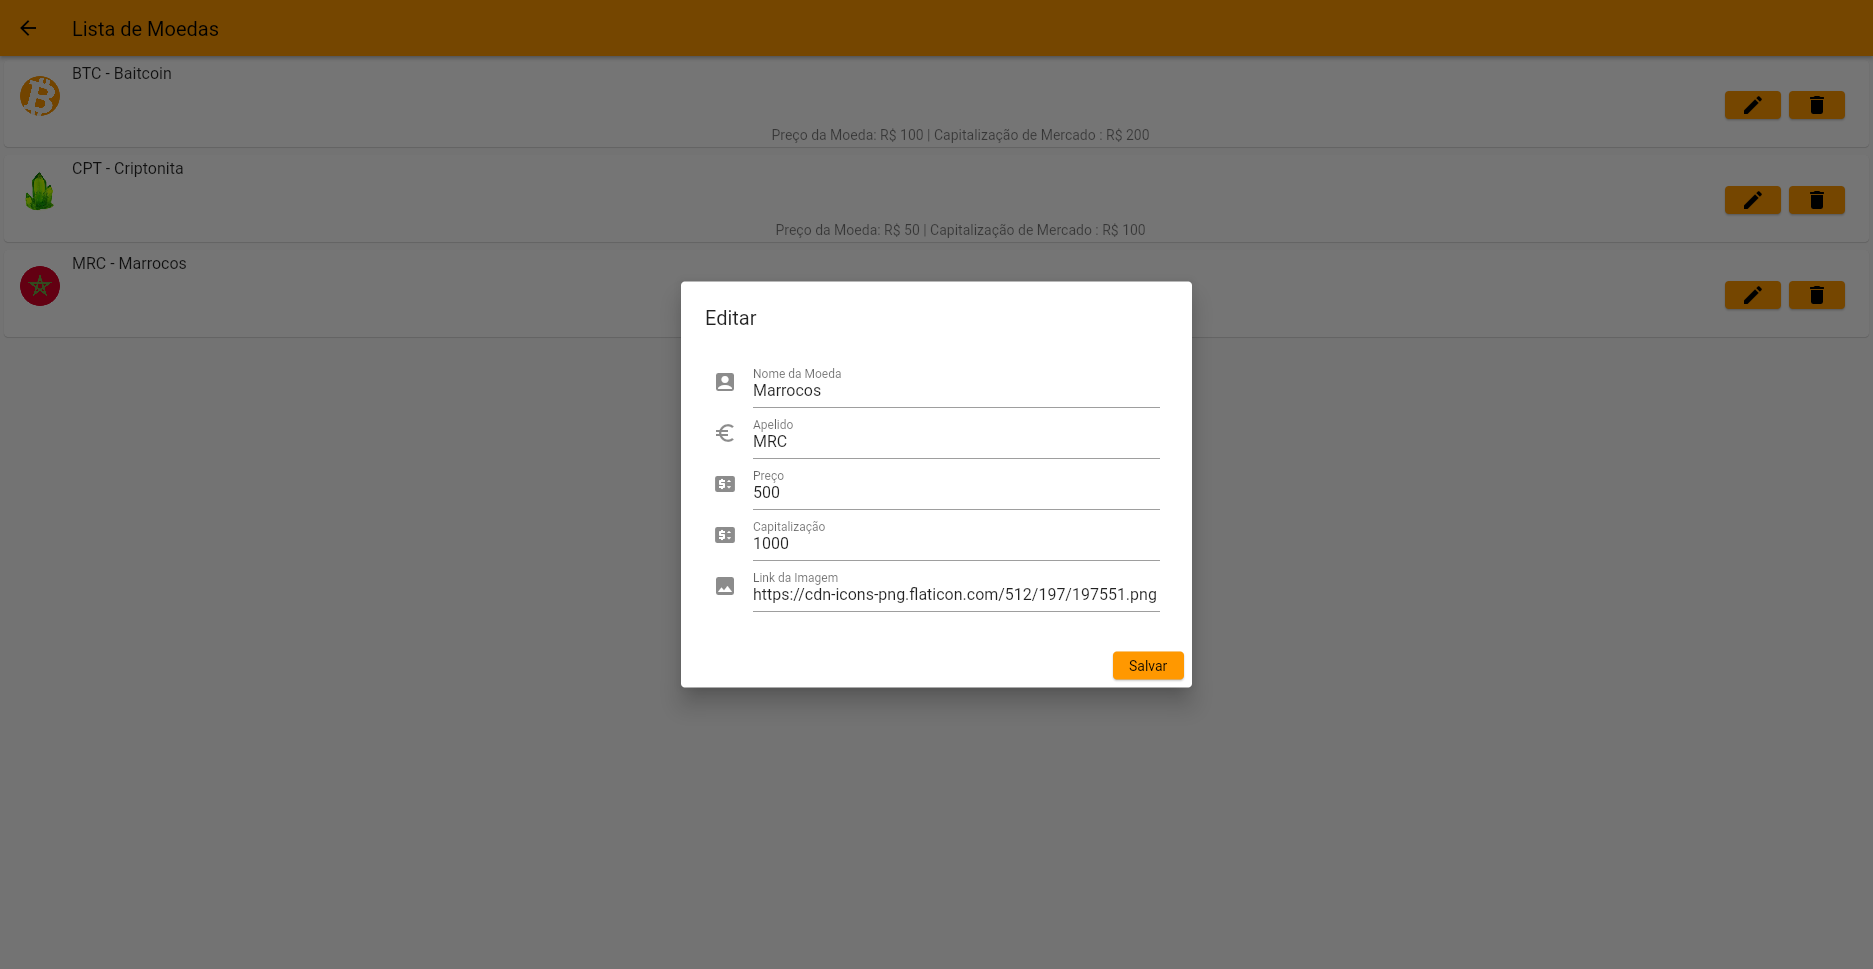 Lista de Moedas
BTC - Baitcoin
Preço da Moeda: R$ 100 | Capitalização de Mercado : R$ 200
CPT - Criptonita
Preço da Moeda: R$ 50 | Capitalização de Mercado : R$ 100
MRC - Marrocos
Editar
Nome da Moeda
Marrocos
Apelido
MRC
Preço
500
Capitalização
1000
Link da Imagem
https://cdn-icons-png.flaticon.com/512/197/197551.png
Salvar